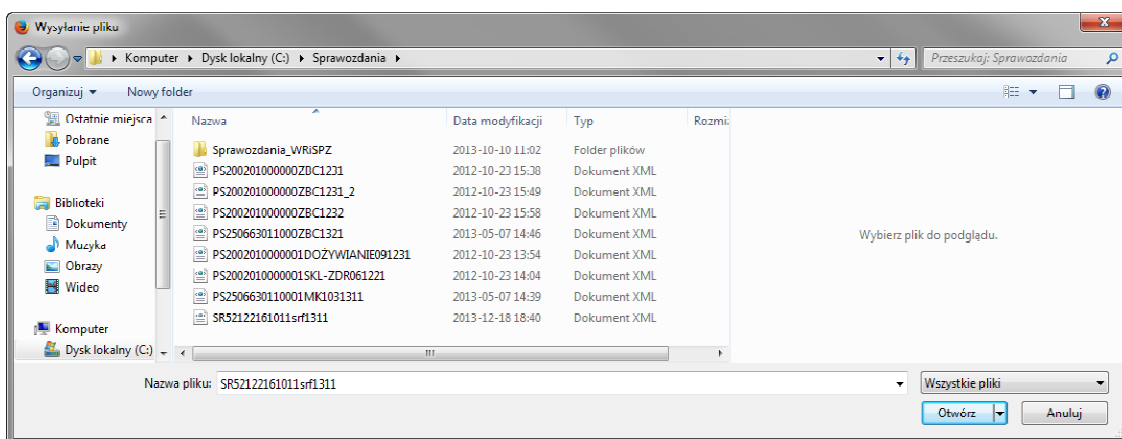 Wysyłanie pliku
Komputer ▸ Dysk lokalny (C:) ▸ Sprawozdania ▸
Przeszukaj: Sprawozdania
Organizuj Nowy folder
Ostatnie miejsca
Pobrane
Pulpit
Biblioteki
Dokumenty
Muzyka
Obrazy
Wideo
Komputer
Dysk lokalny (C:)
Nazwa Data modyfikacji Typ Rozmi
Sprawozdania_WRiSPZ 2013-10-10 11:02 Folder plików
PS200201000000ZBC1231 2012-10-23 15:38 Dokument XML
PS200201000000ZBC1231_2 2012-10-23 15:49 Dokument XML
PS200201000000ZBC1232 2012-10-23 15:58 Dokument XML
PS250663011000ZBC1321 2013-05-07 14:46 Dokument XML
PS2002010000001DOŻYWIANIE091231 2012-10-23 13:54 Dokument XML
PS2002010000001SKL-ZDR061221 2012-10-23 14:04 Dokument XML
PS2506630110001MK1031311 2013-05-07 14:39 Dokument XML
SR52122161011srf1311 2013-12-18 18:40 Dokument XML
Wybierz plik do podglądu.
Nazwa pliku: SR52122161011srf1311
Wszystkie pliki
Otwórz Anuluj